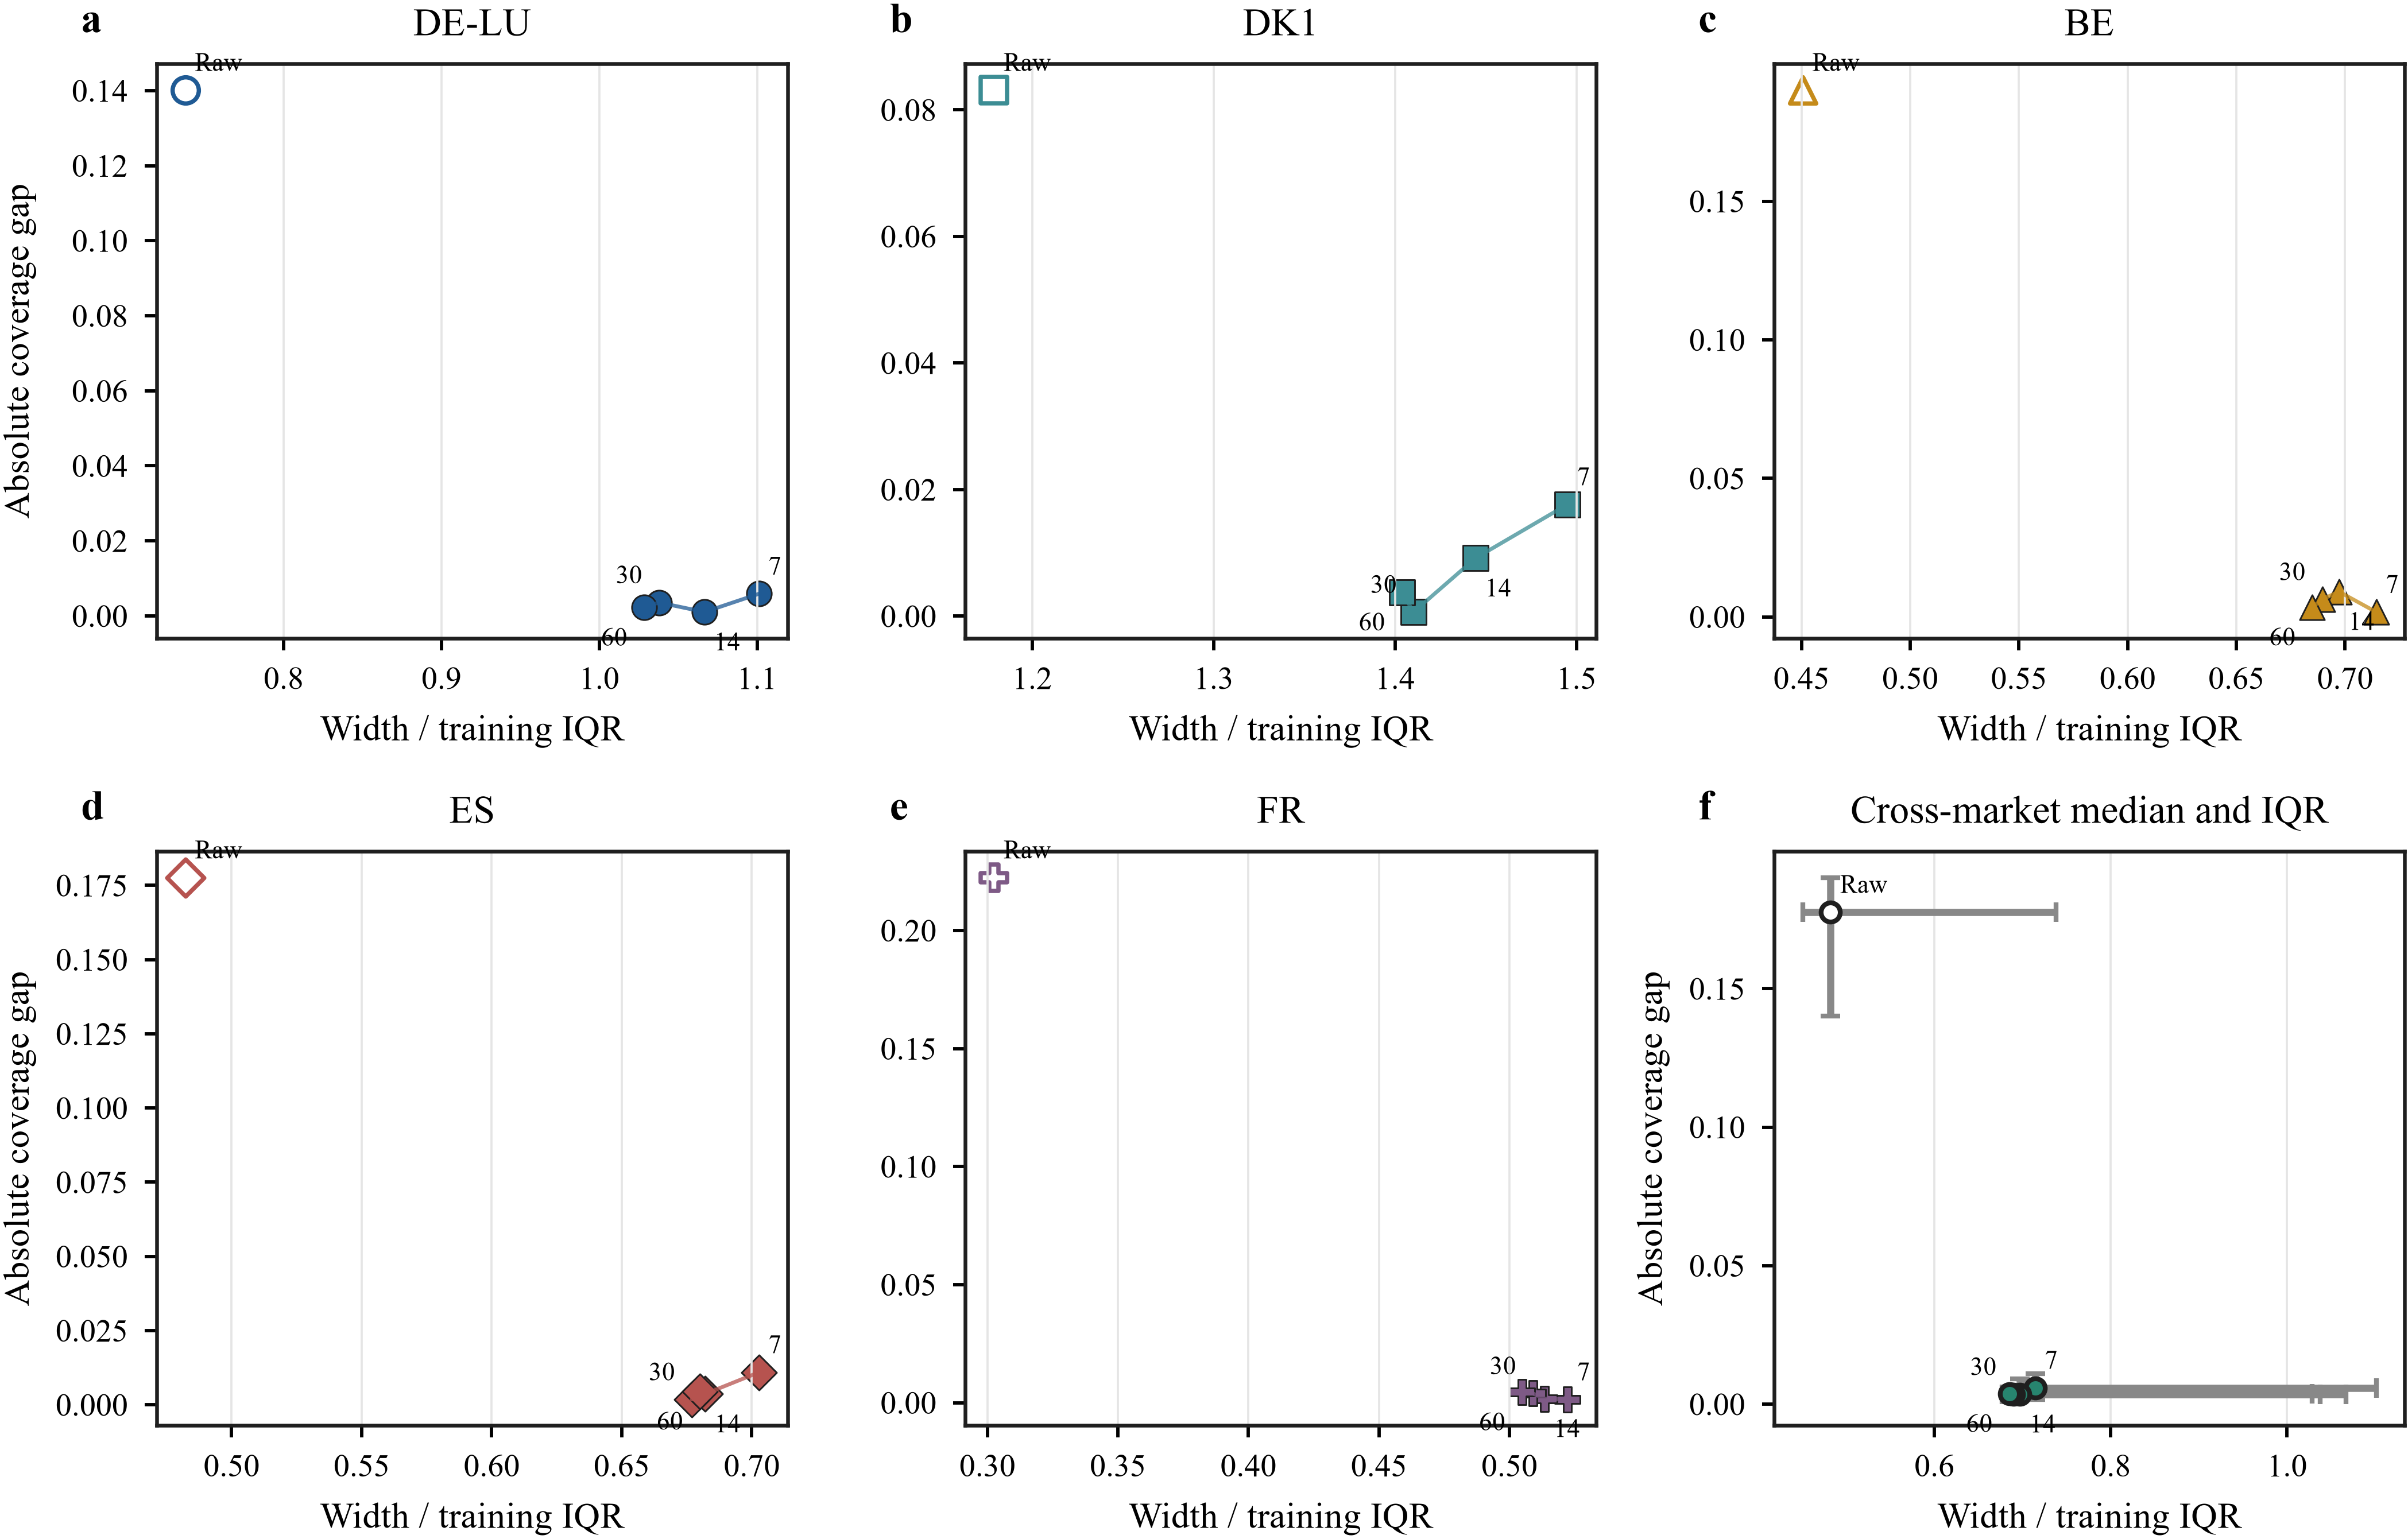 a
DE-LU
Raw
0.14
0.12
0.10
0.08
0.06
0.04
0.02
0.00
Absolute coverage gap
30
7
60
14
0.8 0.9 1.0 1.1
Width / training IQR
b
DK1
Raw
0.08
0.06
0.04
0.02
0.00
7
30
14
60
1.2 1.3 1.4 1.5
Width / training IQR
c
BE
Raw
0.15
0.10
0.05
0.00
30
7
14
60
0.45 0.50 0.55 0.60 0.65 0.70
Width / training IQR
d
ES
Raw
0.175
0.150
0.125
0.100
0.075
0.050
0.025
0.000
Absolute coverage gap
7
30
60
14
0.50 0.55 0.60 0.65 0.70
Width / training IQR
e
FR
Raw
0.20
0.15
0.10
0.05
0.00
30
7
60
14
0.30 0.35 0.40 0.45 0.50
Width / training IQR
f
Cross-market median and IQR
Raw
0.15
0.10
0.05
0.00
Absolute coverage gap
30
7
60
14
0.6 0.8 1.0
Width / training IQR